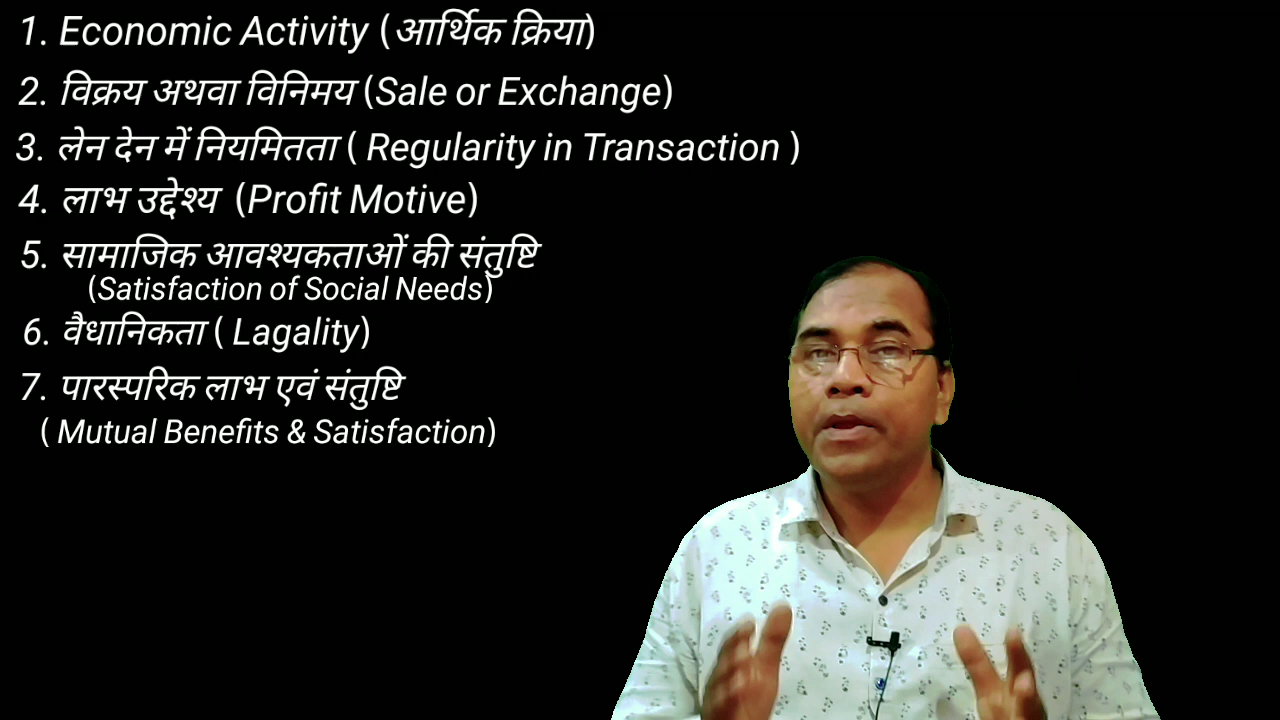 1. Economic Activity (आर्थिक क्रिया)
2. विक्रय अथवा विनिमय (Sale or Exchange)
3. लेन देन में नियमितता ( Regularity in Transaction )
4. लाभ उद्देश्य (Profit Motive)
5. सामाजिक आवश्यकताओं की संतुष्टि
(Satisfaction of Social Needs)
6. वैधानिकता ( Lagality)
7. पारस्परिक लाभ एवं संतुष्टि
( Mutual Benefits & Satisfaction)